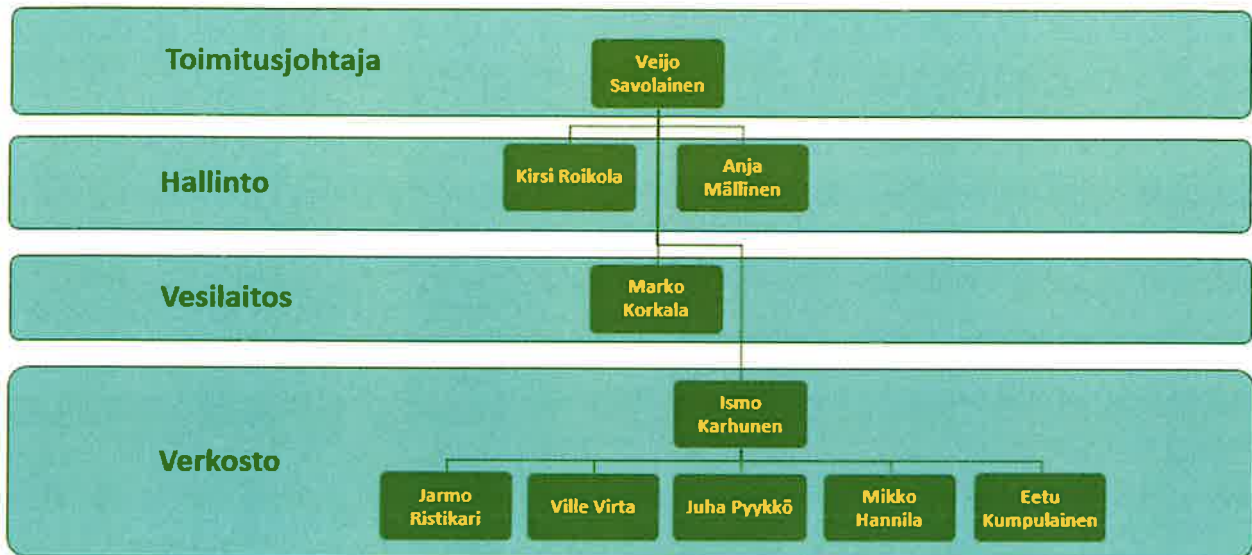 Toimitusjohtaja
Veijo
Savolainen
Hallinto
Kirsi Roikola
Anja
Mällinen
Vesilaitos
Marko
Korkala
Verkosto
Ismo
Karhunen
Jarmo
Ristikari
Ville Virta
Juha Pyykkö
Mikko
Hannila
Eetu
Kumpulainen